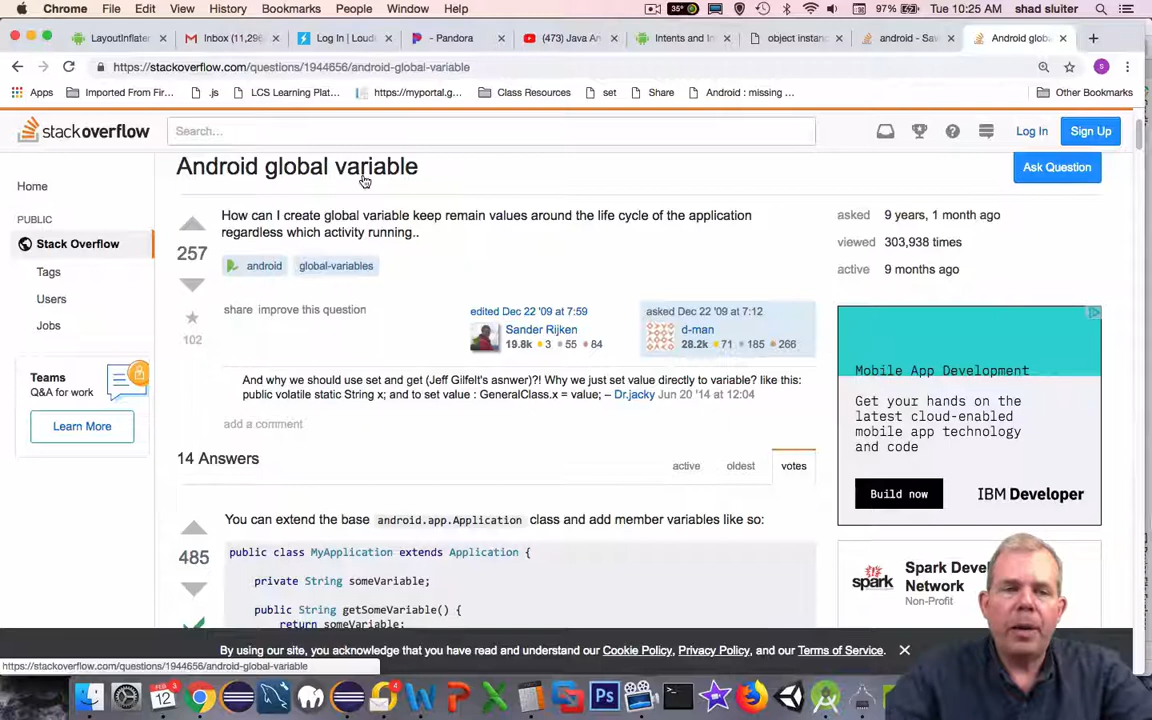 Chrome File Edit View History Bookmarks People Window Help 35° 97% Tue 10:25 AM shad sluiter
LayoutInflater Inbox (11,296 Log In | Loud - Pandora (473) Java An Intents and In object instan android - Sav Android globa
https://stackoverflow.com/questions/1944656/android-global-variable
Apps Imported From Fir... .js LCS Learning Plat... https://myportal.g... Class Resources set Share Android : missing ... Other Bookmarks
stackoverflow Search... Log In Sign Up
Android global variable Ask Question
Home
PUBLIC
Stack Overflow
Tags
Users
Jobs
Teams
Q&A for work
Learn More
257
102
How can I create global variable keep remain values around the life cycle of the application
regardless which activity running..
android global-variables
share improve this question
edited Dec 22 '09 at 7:59
Sander Rijken
19.8k 3 55 84
asked Dec 22 '09 at 7:12
d-man
28.2k 71 185 266
And why we should use set and get (Jeff Gilfelt's asnwer)?! Why we just set value directly to variable? like this:
public volatile static String x; and to set value : GeneralClass.x = value; – Dr.jacky Jun 20 '14 at 12:04
add a comment
14 Answers active oldest votes
485
You can extend the base android.app.Application class and add member variables like so:
public class MyApplication extends Application {
private String someVariable;
public String getSomeVariable() {
return someVariable;
asked 9 years, 1 month ago
viewed 303,938 times
active 9 months ago
Mobile App Development
Get your hands on the
latest cloud-enabled
mobile app technology
and code
Build now IBM Developer
spark
Spark Deve
Network
Non-Profit
By using our site, you acknowledge that you have read and understand our Cookie Policy, Privacy Policy, and our Terms of Service.
https://stackoverflow.com/questions/1944656/android-global-variable
FEB 3
12
4
Ps